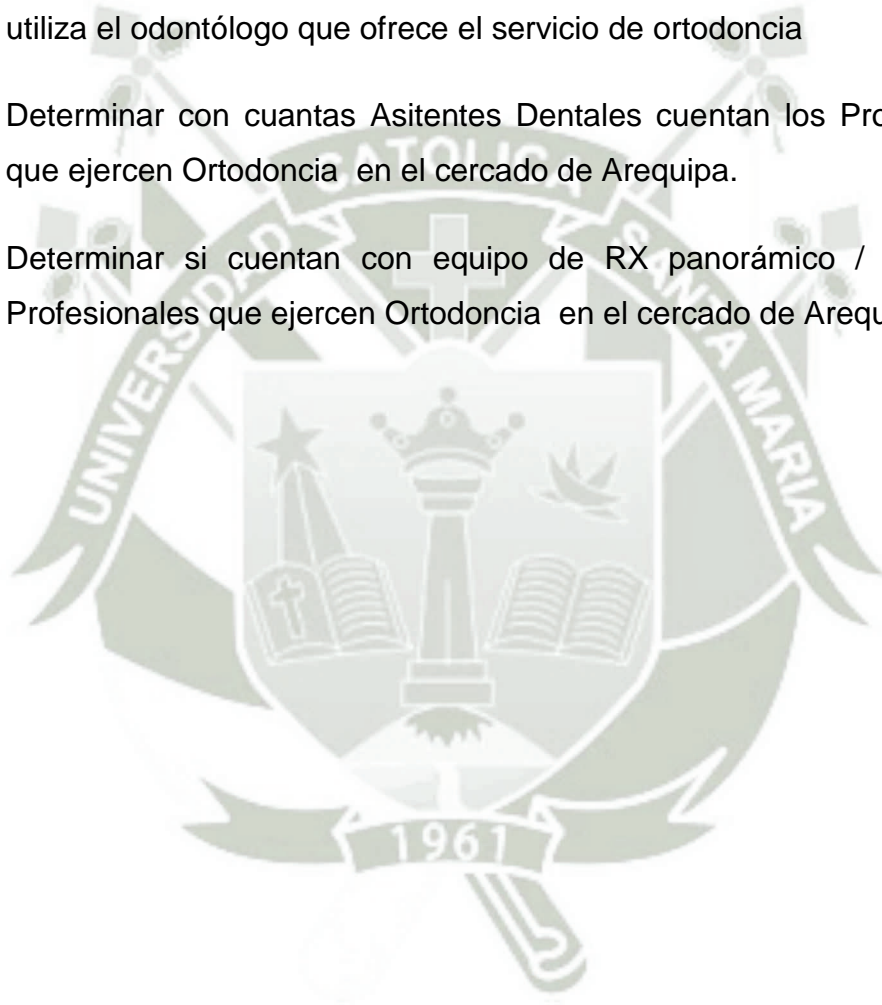 utiliza el odontólogo que ofrece el servicio de ortodoncia
Determinar con cuantas Asitentes Dentales cuentan los
que ejercen Ortodoncia en el cercado de Arequipa.
Determinar si cuentan con equipo de RX panorámico /
Profesionales que ejercen Ortodoncia en el cercado de
UNIVERSIDAD CATOLICA SANTA MARIA
1961